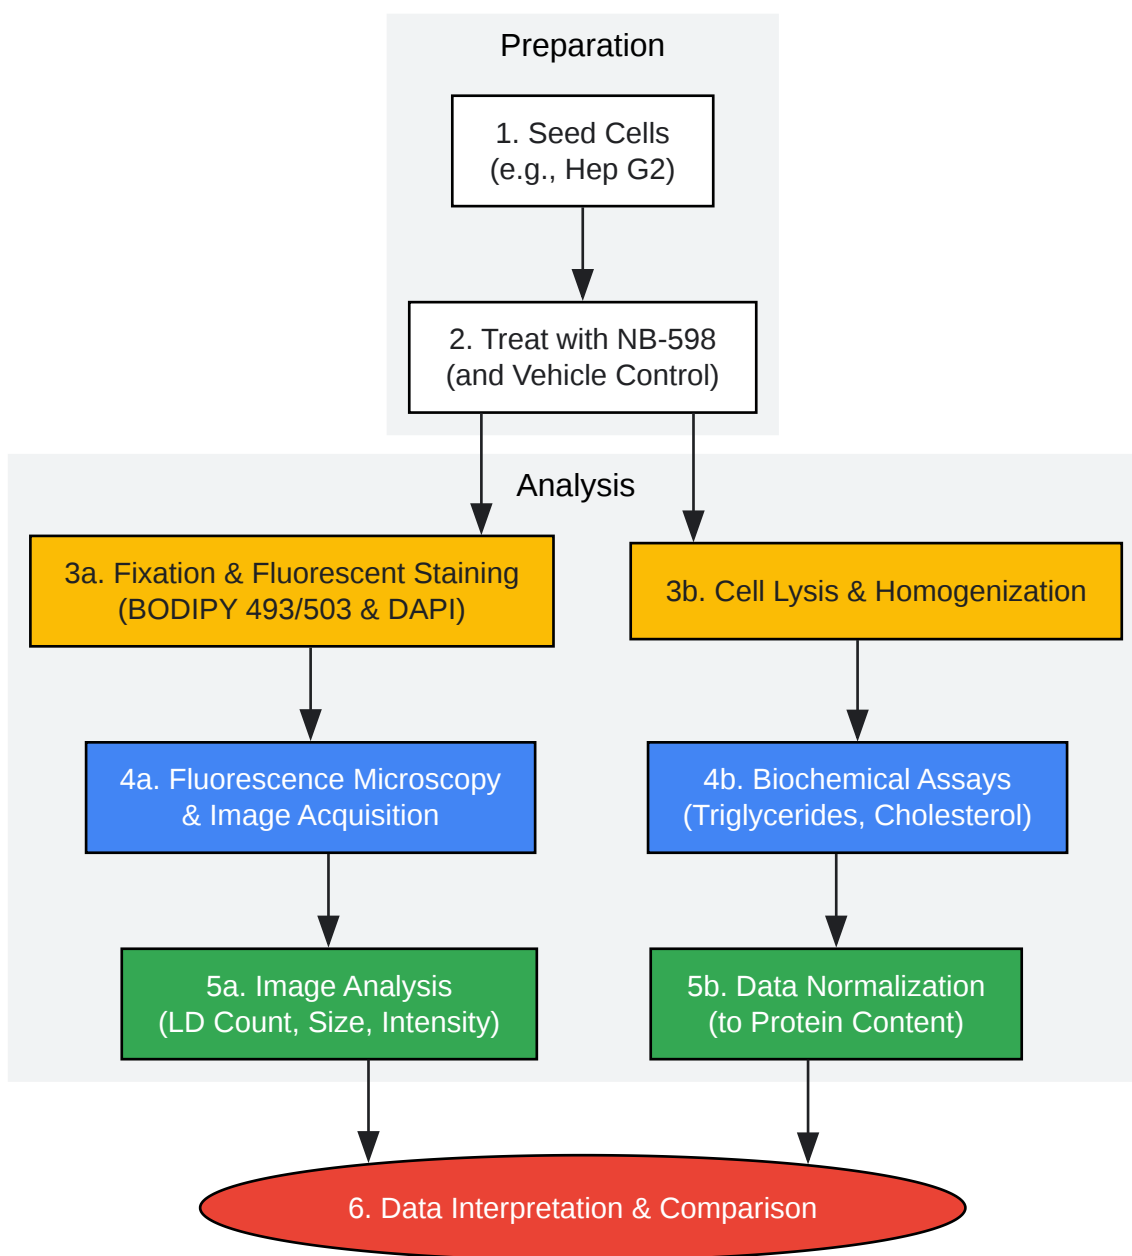 Preparation
1. Seed Cells
(e.g., Hep G2)
2. Treat with NB-598
(and Vehicle Control)
Analysis
3a. Fixation & Fluorescent Staining
(BODIPY 493/503 & DAPI)
3b. Cell Lysis & Homogenization
4a. Fluorescence Microscopy
& Image Acquisition
4b. Biochemical Assays
(Triglycerides, Cholesterol)
5a. Image Analysis
(LD Count, Size, Intensity)
5b. Data Normalization
(to Protein Content)
6. Data Interpretation & Comparison